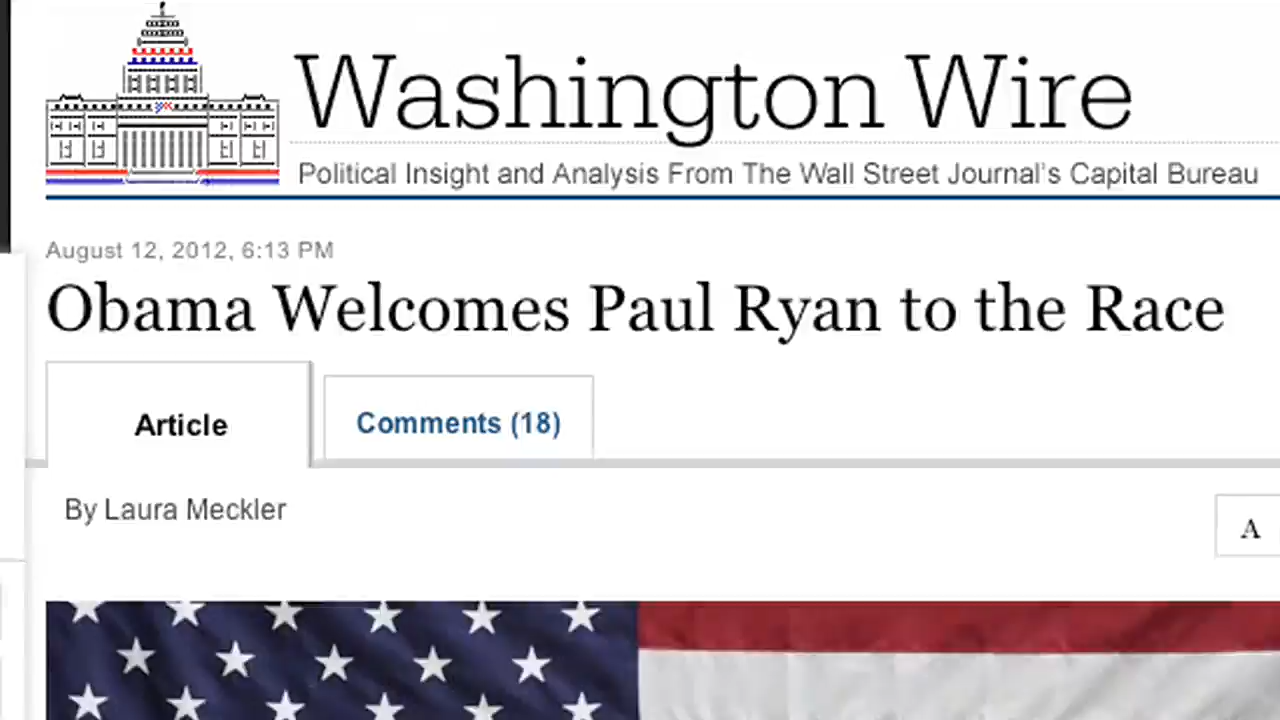 Washington Wire
Political Insight and Analysis From The Wall Street Journal's Capital Bureau
August 12, 2012, 6:13 PM
Obama Welcomes Paul Ryan to the Race
Article
Comments (18)
By Laura Meckler
A